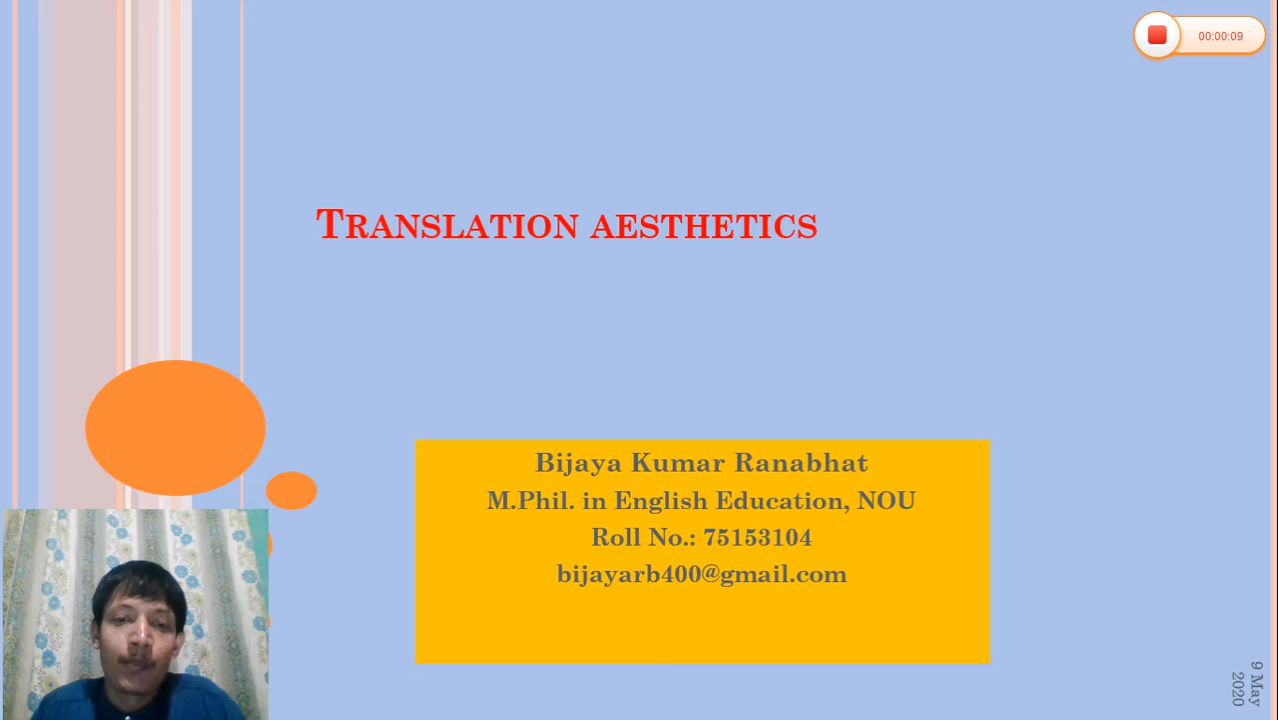 00:00:09
TRANSLATION AESTHETICS
Bijaya Kumar Ranabhat
M.Phil. in English Education, NOU
Roll No.: 75153104
bijayarb400@gmail.com
9 May
2020